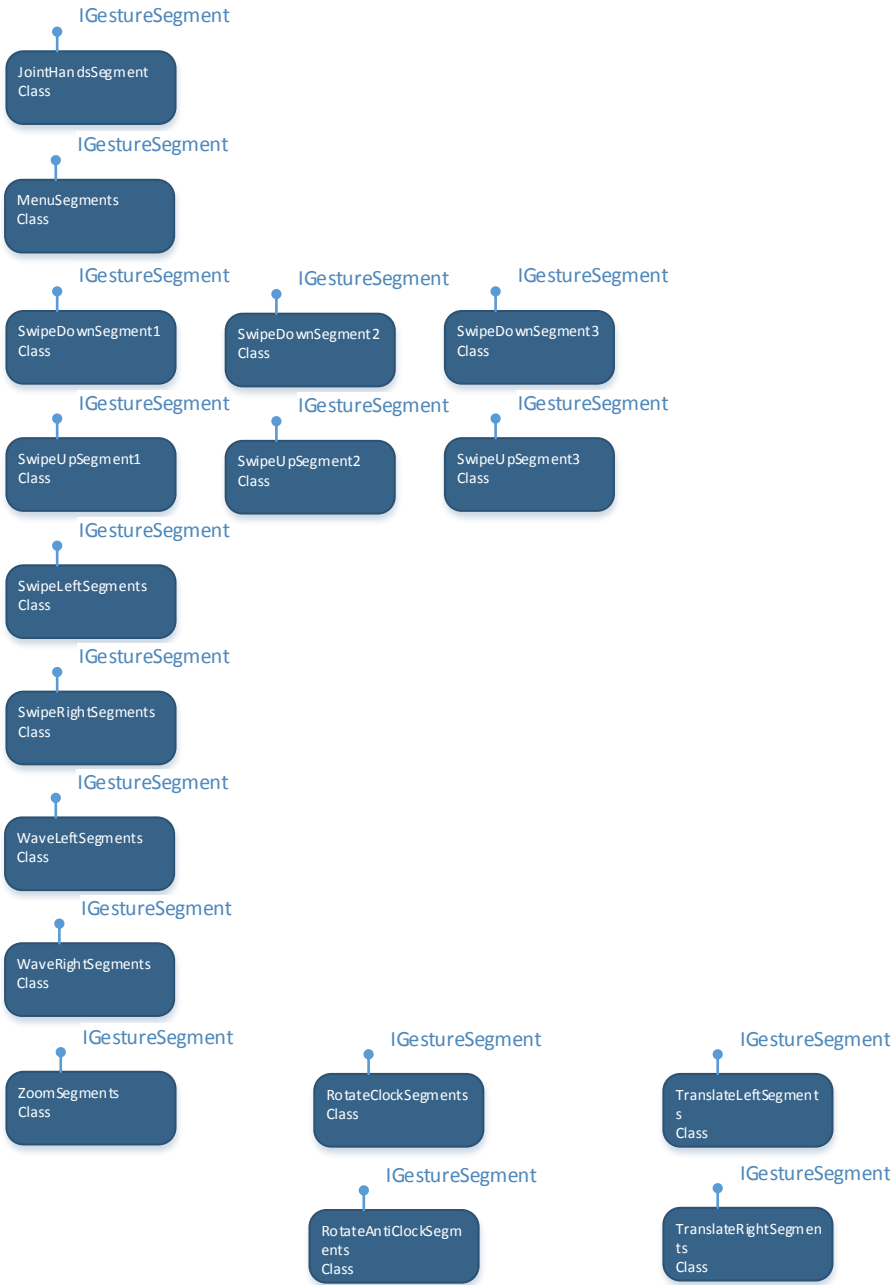 IGestureSegment
JointHandsSegment
Class
IGestureSegment
MenuSegments
Class
IGestureSegment
SwipeDownSegment1
Class
IGestureSegment
SwipeDownSegment2
Class
IGestureSegment
SwipeDownSegment3
Class
IGestureSegment
SwipeUpSegment1
Class
IGestureSegment
SwipeUpSegment2
Class
IGestureSegment
SwipeUpSegment3
Class
IGestureSegment
SwipeLeftSegments
Class
IGestureSegment
SwipeRightSegments
Class
IGestureSegment
WaveLeftSegments
Class
IGestureSegment
WaveRightSegments
Class
IGestureSegment
ZoomSegments
Class
IGestureSegment
RotateClockSegments
Class
IGestureSegment
TranslateLeftSegment
s
Class
IGestureSegment
RotateAntiClockSegm
ents
Class
IGestureSegment
TranslateRightSegmen
ts
Class